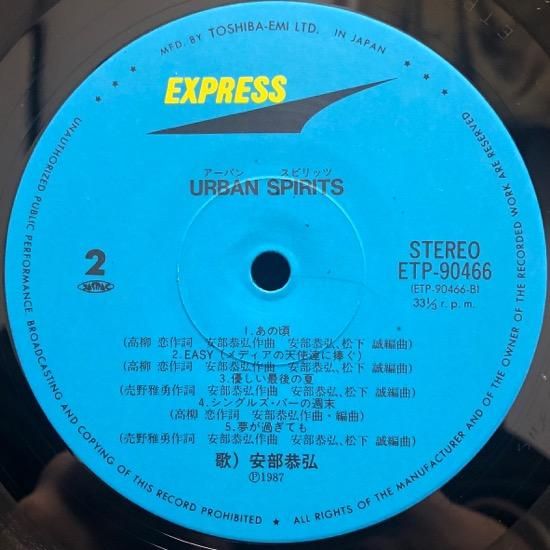 MFD. BY TOSHIBA-EMI LTD. IN JAPAN
EXPRESS
アーバン スピリッツ
URBAN SPIRITS
2
STEREO
ETP-90466
(ETP-90466-B)
33⅓ r. p. m.
1.あの頃
(高柳 恋作詞 安部恭弘作曲 安部恭弘、松下 誠編曲)
2.EASY(メディアの天使達に捧ぐ)
(高柳 恋作詞 安部恭弘作曲 安部恭弘、松下 誠編曲)
3.優しい最後の夏
(売野雅勇作詞 安部恭弘作曲 安部恭弘、松下 誠編曲)
4.シングルズ・バーの週末
(高柳 恋作詞 安部恭弘作曲・編曲)
5.夢が過ぎても
(売野雅勇作詞 安部恭弘作曲 安部恭弘、松下 誠編曲)
歌) 安部恭弘
Ⓟ1987
UNAUTHORIZED PUBLIC PERFORMANCE BROADCASTING AND COPYING OF THIS RECORD PROHIBITED ★ ALL RIGHTS OF THE MANUFACTURER AND OF THE OWNER OF THE RECORDED WORK ARE RESERVED